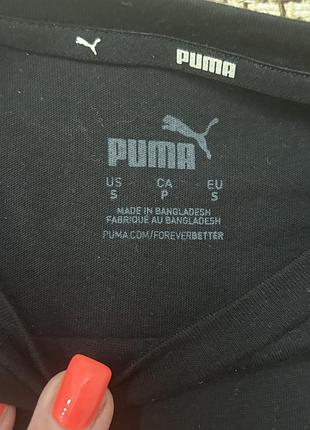 PUMA
PUMA
US CA EU
S P S
MADE IN BANGLADESH
FABRIQUÉ AU BANGLADESH
PUMA.COM/FOREVERBETTER